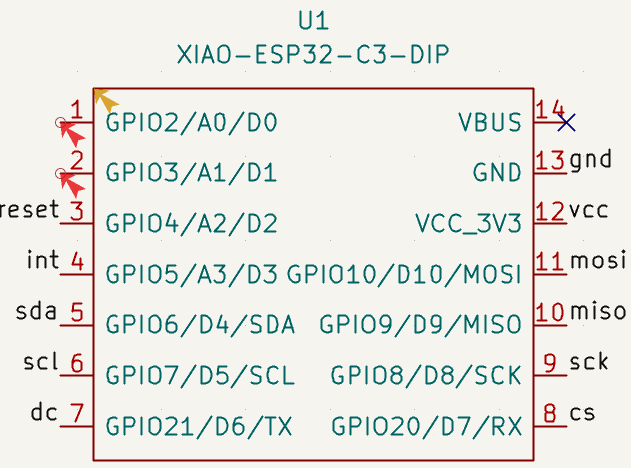 U1
XIAO-ESP32-C3-DIP
1 GPIO2/A0/D0 VBUS 14
2 GPIO3/A1/D1 GND 13 gnd
reset 3 GPIO4/A2/D2 VCC_3V3 12 vcc
int 4 GPIO5/A3/D3 GPIO10/D10/MOSI 11 mosi
sda 5 GPIO6/D4/SDA GPIO9/D9/MISO 10 miso
scl 6 GPIO7/D5/SCL GPIO8/D8/SCK 9 sck
dc 7 GPIO21/D6/TX GPIO20/D7/RX 8 cs